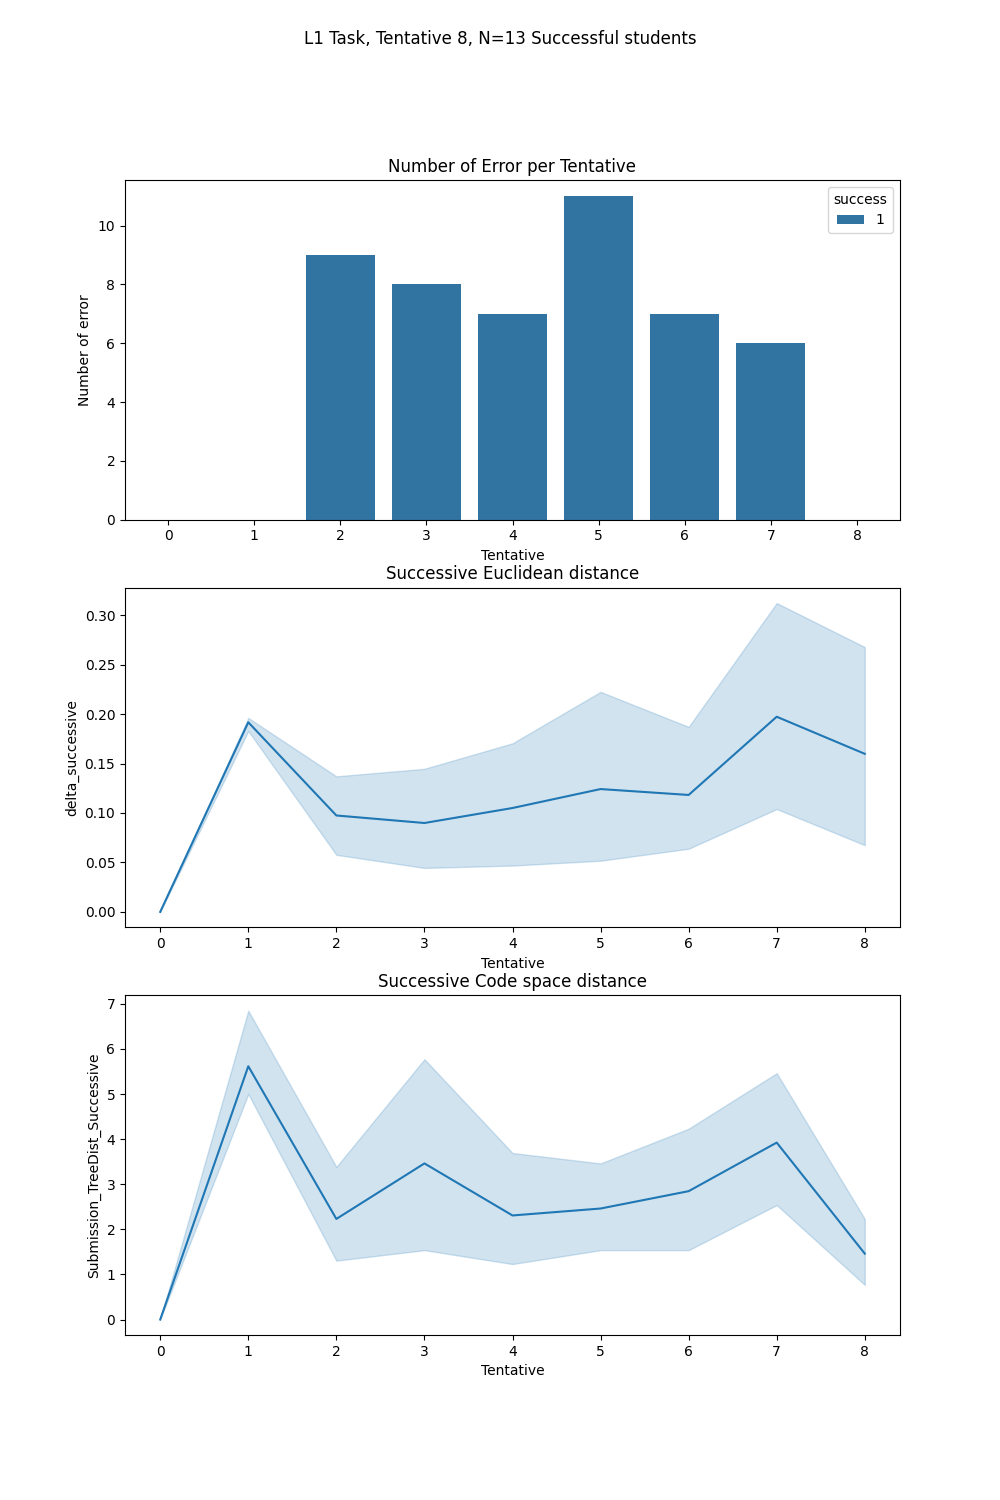 L1 Task, Tentative 8, N=13 Successful students
Number of Error per Tentative
success
1
Number of error
10
8
6
4
2
0
0 1 2 3 4 5 6 7 8
Tentative
Successive Euclidean distance
delta_successive
0.30
0.25
0.20
0.15
0.10
0.05
0.00
0 1 2 3 4 5 6 7 8
Tentative
Successive Code space distance
Submission_TreeDist_Successive
7
6
5
4
3
2
1
0
0 1 2 3 4 5 6 7 8
Tentative